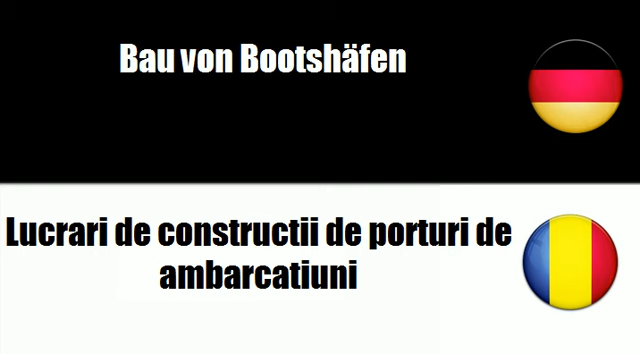 Bau von Bootshäfen
Lucrari de constructii de porturi de
ambarcatiuni